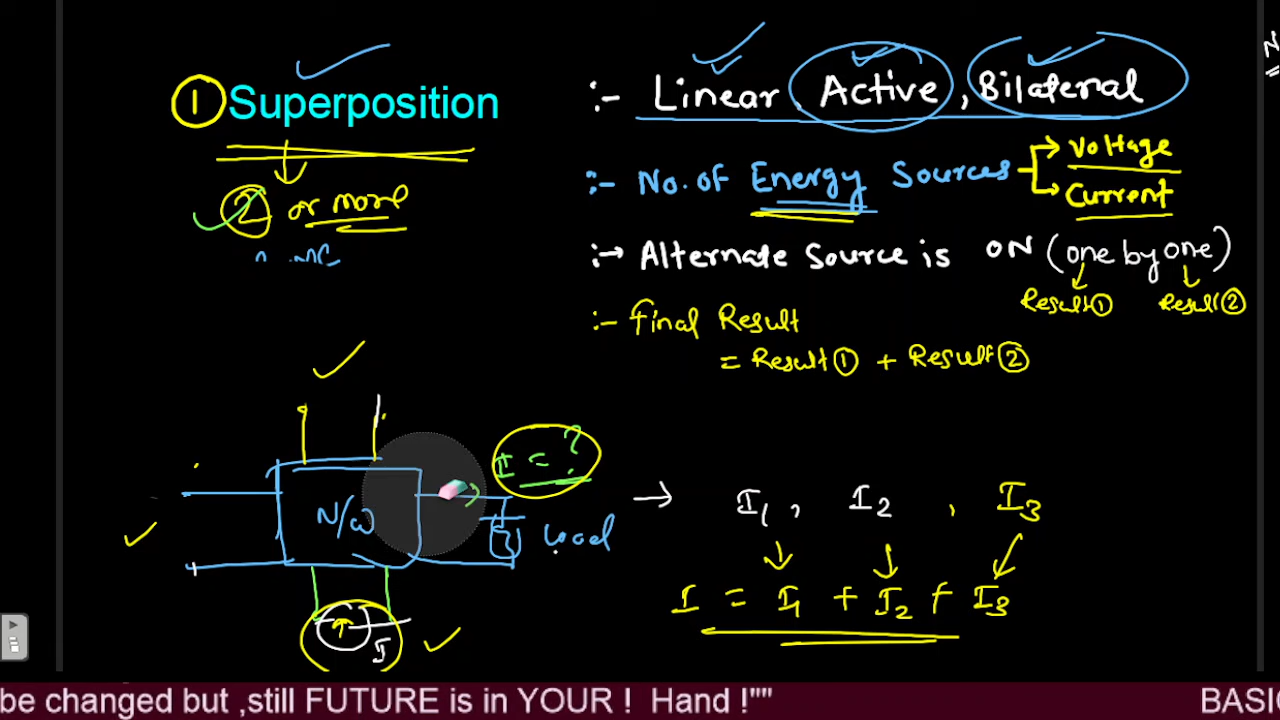 ① Superposition
② or more
:- Linear, Active, Bilateral
:- No. of Energy Sources
Voltage
Current
:→ Alternate Source is ON (one by one)
Result① Result②
:- Final Result
= Result① + Result②
N/W
I = ?
Load
I
→ I1, I2, I3
I = I1 + I2 + I3
be changed but ,still FUTURE is in YOUR ! Hand !"" BASI